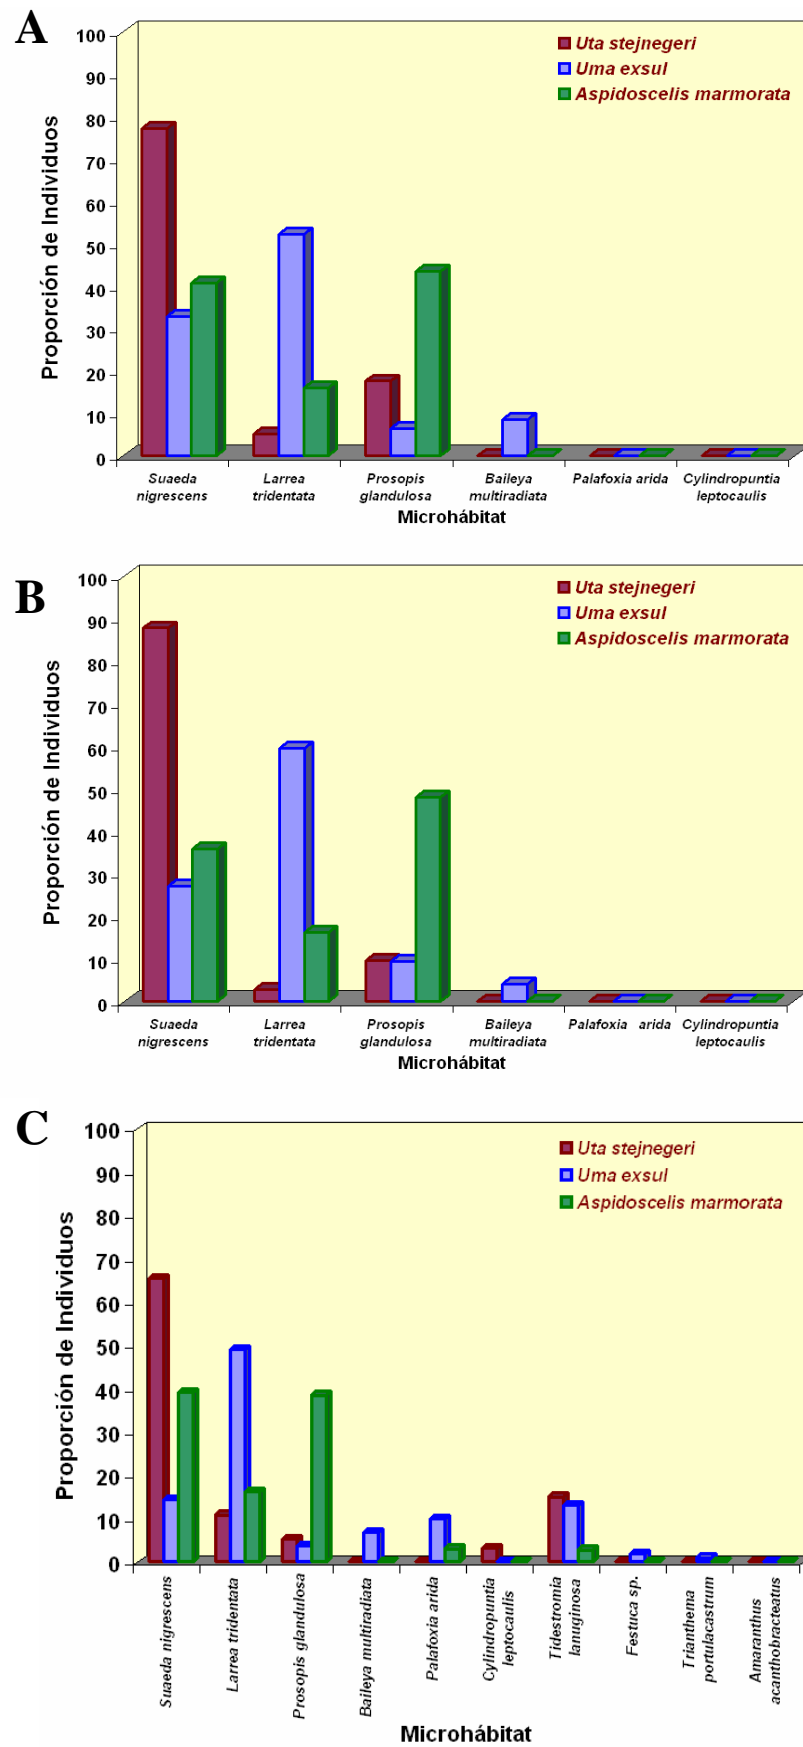 A
100
90
80
70
60
50
40
30
20
10
0
Proporción de Individuos
Uta stejnegeri
Uma exsul
Aspidoscelis marmorata
Suaeda nigrescens
Larrea tridentata
Prosopis glandulosa
Baileya multiradiata
Palafoxia arida
Cylindropuntia leptocaulis
Microhábitat
B
100
90
80
70
60
50
40
30
20
10
0
Proporción de Individuos
Uta stejnegeri
Uma exsul
Aspidoscelis marmorata
Suaeda nigrescens
Larrea tridentata
Prosopis glandulosa
Baileya multiradiata
Palafoxia arida
Cylindropuntia leptocaulis
Microhábitat
C
100
90
80
70
60
50
40
30
20
10
0
Proporción de Individuos
Uta stejnegeri
Uma exsul
Aspidoscelis marmorata
Suaeda nigrescens
Larrea tridentata
Prosopis glandulosa
Baileya multiradiata
Palafoxia arida
Cylindropuntia leptocaulis
Tidestromia lanuginosa
Festuca sp.
Trianthema portulacastrum
Amaranthus acanthobracteatus
Microhábitat